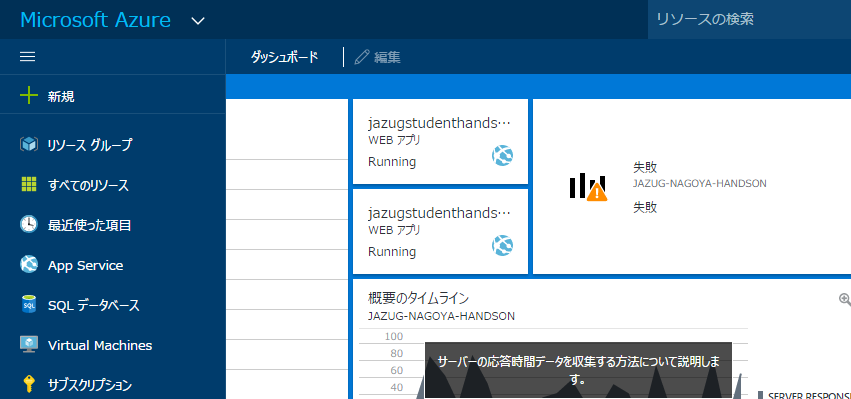 Microsoft Azure
リソースの検索
ダッシュボード
編集
新規
リソース グループ
すべてのリソース
最近使った項目
App Service
SQL データベース
Virtual Machines
サブスクリプション
jazugstudenthands…
WEB アプリ
Running
jazugstudenthands…
WEB アプリ
Running
失敗
JAZUG-NAGOYA-HANDSON
失敗
概要のタイムライン
JAZUG-NAGOYA-HANDSON
100
80
60
40
サーバーの応答時間データを収集する方法について説明しま
す。
SERVER RESPONS